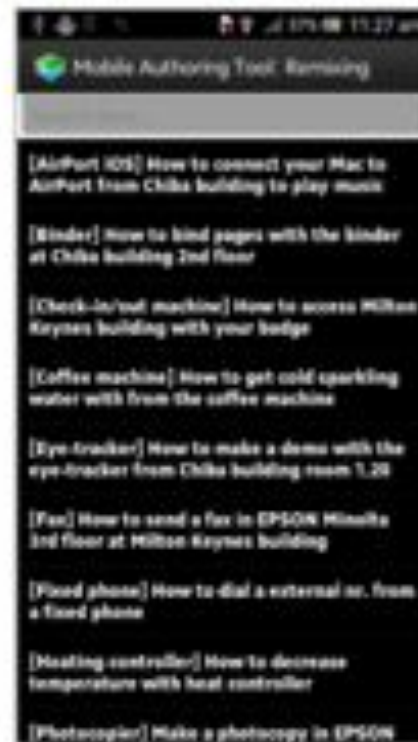 11:27 am
Mobile Authoring Tool: Remixing
[AirPort IOS] How to connect your Mac to
AirPort from Chiba building to play music
[Binder] How to bind pages with the binder
at Chiba building 2nd floor
[Check-in/out machine] How to access Milton
Keynes building with your badge
[Coffee machine] How to get cold sparkling
water with from the coffee machine
[Eye-tracker] How to make a demo with the
eye-tracker from Chiba building room 1.20
[Fax] How to send a fax in EPSON Minolta
3rd floor at Milton Keynes building
[Fixed phone] How to dial a external nr. from
a fixed phone
[Heating controller] How to decrease
temperature with heat controller
[Photocopier] Make a photocopy in EPSON